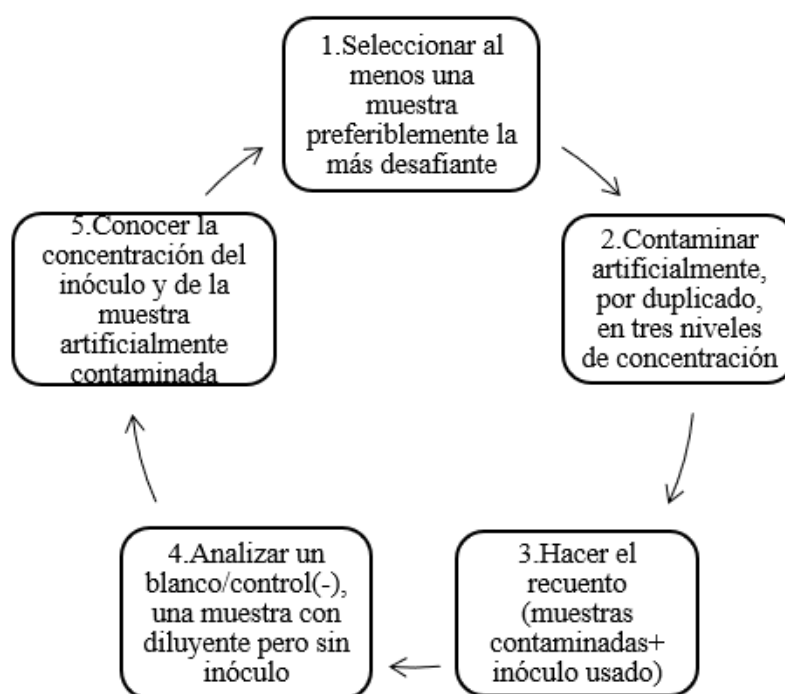 1.Seleccionar al
menos una
muestra
preferiblemente la
más desafiante
2.Contaminar
artificialmente,
por duplicado,
en tres niveles
de concentración
3.Hacer el
recuento
(muestras
contaminadas+
inóculo usado)
4.Analizar un
blanco/control(-),
una muestra con
diluyente pero sin
inóculo
5.Conocer la
concentración del
inóculo y de la
muestra
artificialmente
contaminada